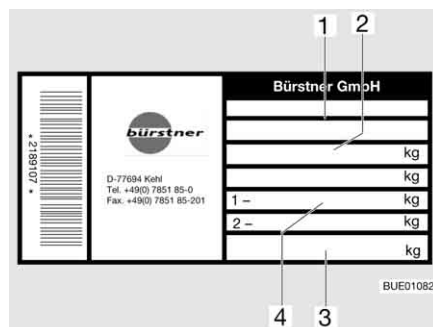 1
2
Bürstner GmbH
* 2189107 *
bürstner
kg
D-77694 Kehl
Tel. +49(0) 7851 85-0
Fax. +49(0) 7851 85-201
kg
1 – kg
2 – kg
kg
BUE01082
4
3